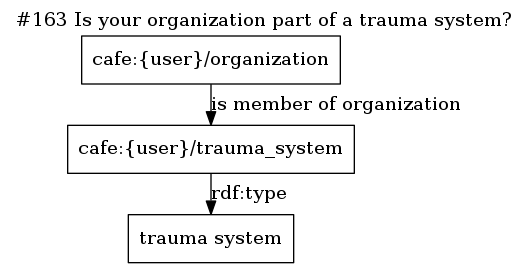 #163 Is your organization part of a trauma system?
cafe:{user}/organization
is member of organization
cafe:{user}/trauma_system
rdf:type
trauma system